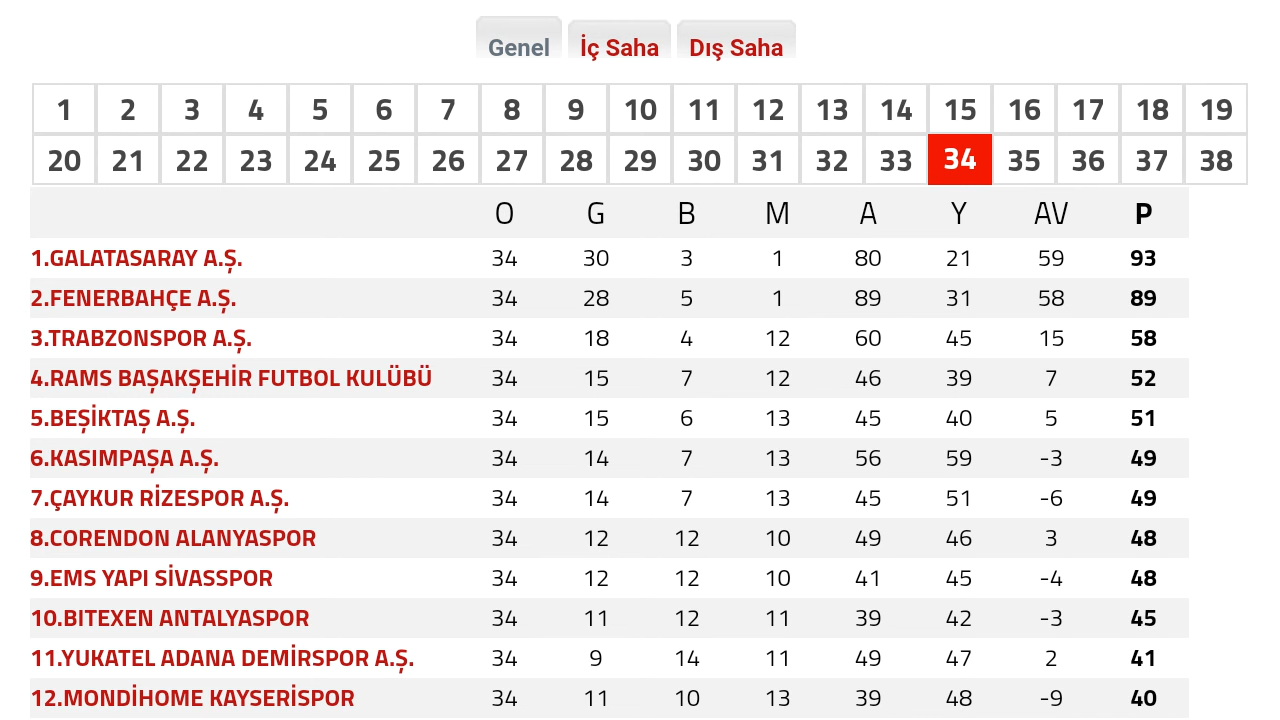 Genel İç Saha Dış Saha
1 2 3 4 5 6 7 8 9 10 11 12 13 14 15 16 17 18 19
20 21 22 23 24 25 26 27 28 29 30 31 32 33 34 35 36 37 38
O G B M A Y AV P
1.GALATASARAY A.Ş. 34 30 3 1 80 21 59 93
2.FENERBAHÇE A.Ş. 34 28 5 1 89 31 58 89
3.TRABZONSPOR A.Ş. 34 18 4 12 60 45 15 58
4.RAMS BAŞAKŞEHİR FUTBOL KULÜBÜ 34 15 7 12 46 39 7 52
5.BEŞİKTAŞ A.Ş. 34 15 6 13 45 40 5 51
6.KASIMPAŞA A.Ş. 34 14 7 13 56 59 -3 49
7.ÇAYKUR RİZESPOR A.Ş. 34 14 7 13 45 51 -6 49
8.CORENDON ALANYASPOR 34 12 12 10 49 46 3 48
9.EMS YAPI SİVASSPOR 34 12 12 10 41 45 -4 48
10.BITEXEN ANTALYASPOR 34 11 12 11 39 42 -3 45
11.YUKATEL ADANA DEMİRSPOR A.Ş. 34 9 14 11 49 47 2 41
12.MONDİHOME KAYSERİSPOR 34 11 10 13 39 48 -9 40